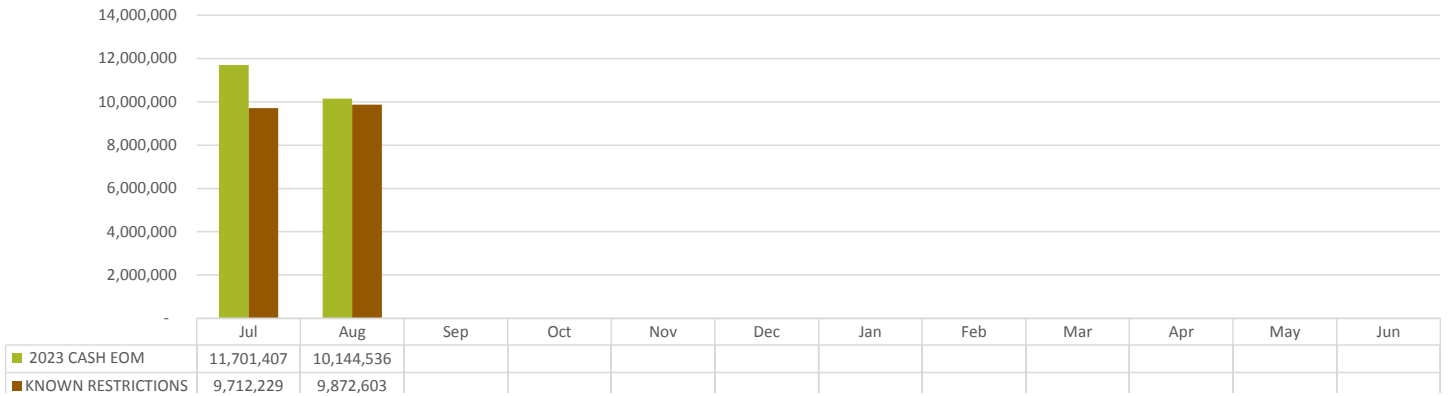 14,000,000
12,000,000
10,000,000
8,000,000
6,000,000
4,000,000
2,000,000
-
Jul Aug Sep Oct Nov Dec Jan Feb Mar Apr May Jun
2023 CASH EOM 11,701,407 10,144,536
KNOWN RESTRICTIONS 9,712,229 9,872,603